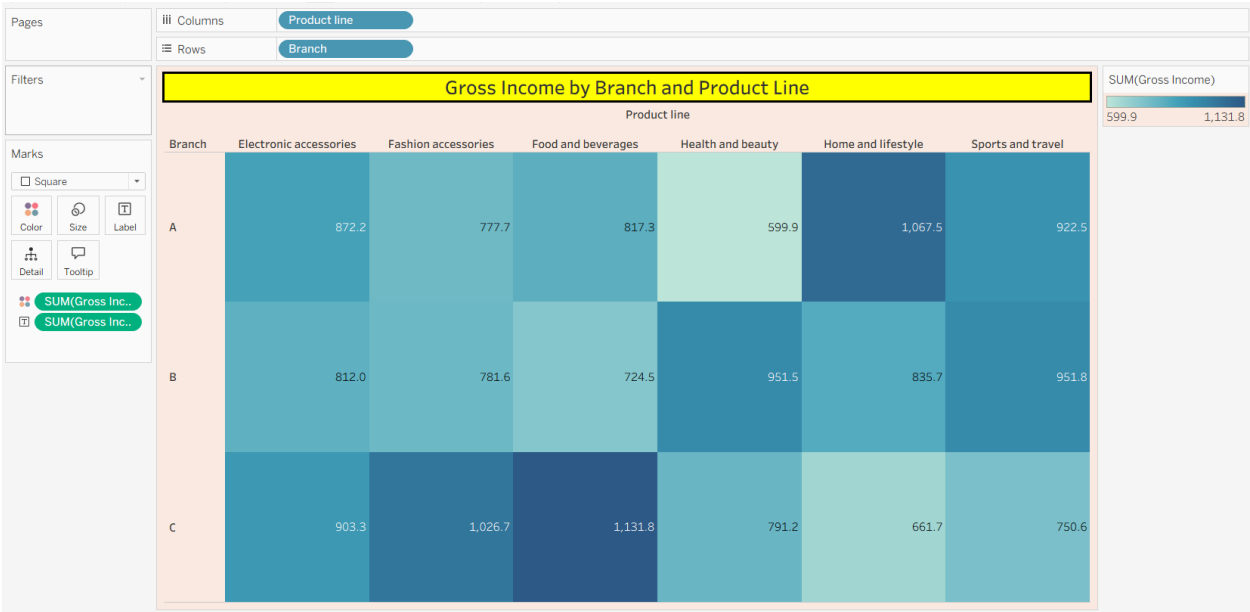 Pages
Columns
Product line
Rows
Branch
Filters
Marks
Square
Color
Size
Label
Detail
Tooltip
SUM(Gross Inc..
SUM(Gross Inc..
Gross Income by Branch and Product Line
Product line
Branch Electronic accessories Fashion accessories Food and beverages Health and beauty Home and lifestyle Sports and travel
A 872.2 777.7 817.3 599.9 1,067.5 922.5
B 812.0 781.6 724.5 951.5 835.7 951.8
C 903.3 1,026.7 1,131.8 791.2 661.7 750.6
SUM(Gross Income)
599.9 1,131.8